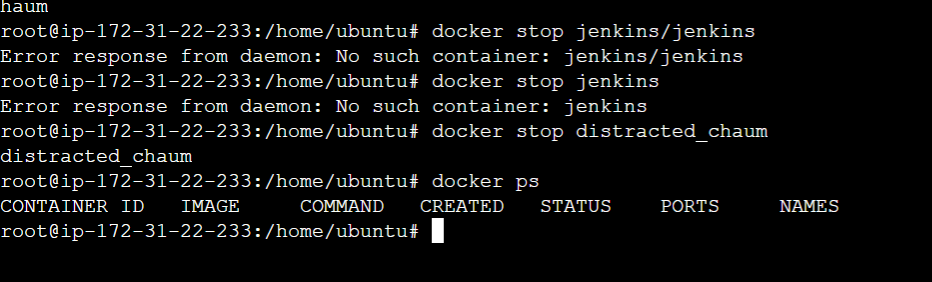 haum
root@ip-172-31-22-233:/home/ubuntu# docker stop jenkins/jenkins
Error response from daemon: No such container: jenkins/jenkins
root@ip-172-31-22-233:/home/ubuntu# docker stop jenkins
Error response from daemon: No such container: jenkins
root@ip-172-31-22-233:/home/ubuntu# docker stop distracted_chaum
distracted_chaum
root@ip-172-31-22-233:/home/ubuntu# docker ps
CONTAINER ID   IMAGE     COMMAND   CREATED   STATUS    PORTS     NAMES
root@ip-172-31-22-233:/home/ubuntu#